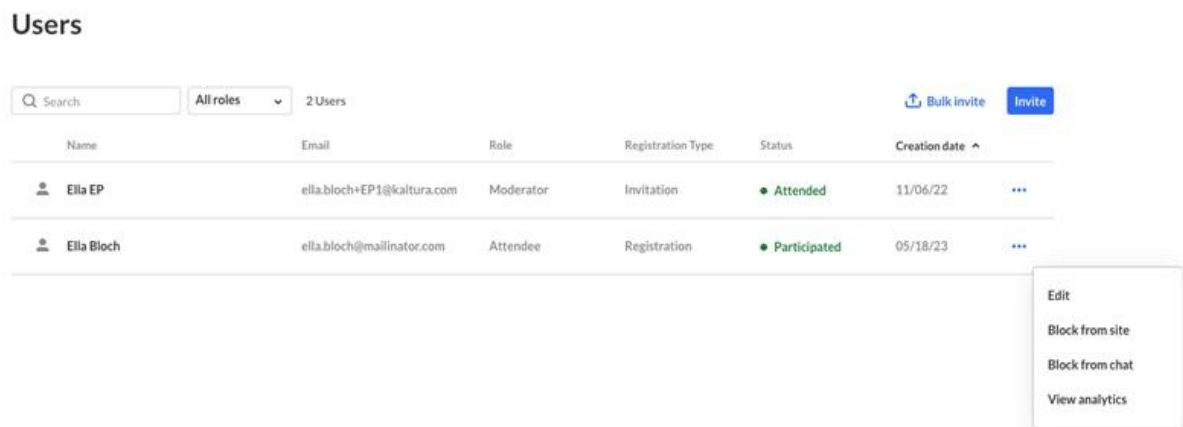 Users
Search All roles 2 Users Bulk invite Invite
Name Email Role Registration Type Status Creation date
Ella EP ella.bloch+EP1@kaltura.com Moderator Invitation Attended 11/06/22
Ella Bloch ella.bloch@mailinator.com Attendee Registration Participated 05/18/23
Edit
Block from site
Block from chat
View analytics